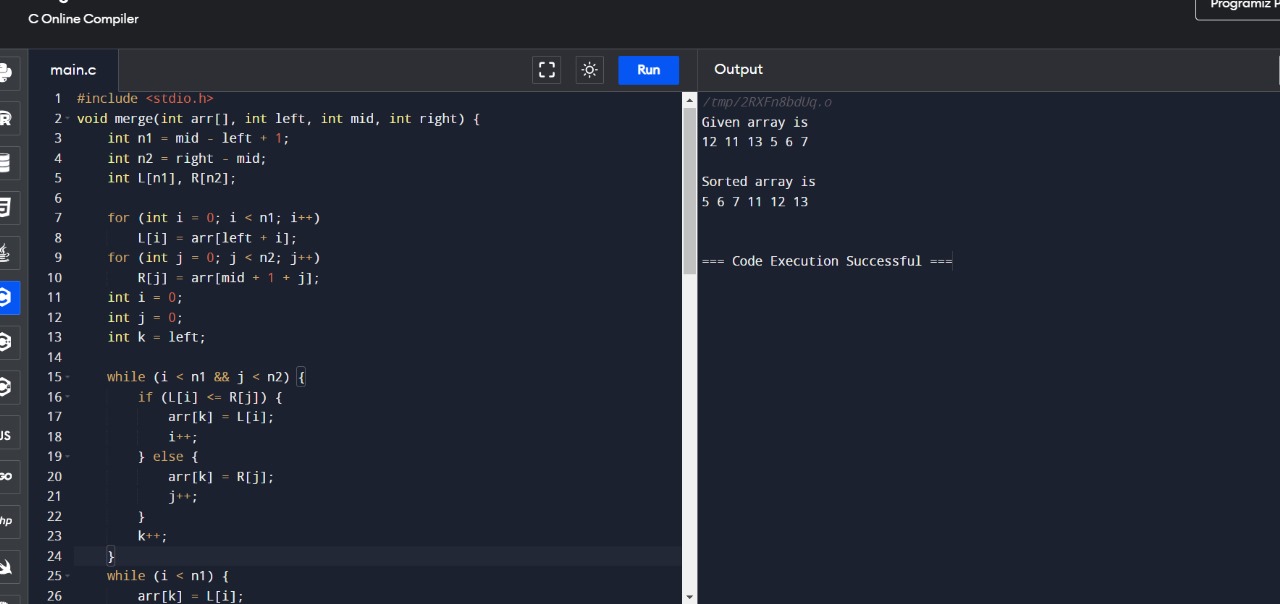 C Online Compiler
Programiz P
main.c
Run
Output
1 #include <stdio.h>
2 void merge(int arr[], int left, int mid, int right) {
3 int n1 = mid - left + 1;
4 int n2 = right - mid;
5 int L[n1], R[n2];
6
7 for (int i = 0; i < n1; i++)
8 L[i] = arr[left + i];
9 for (int j = 0; j < n2; j++)
10 R[j] = arr[mid + 1 + j];
11 int i = 0;
12 int j = 0;
13 int k = left;
14
15 while (i < n1 && j < n2) {
16 if (L[i] <= R[j]) {
17 arr[k] = L[i];
18 i++;
19 } else {
20 arr[k] = R[j];
21 j++;
22 }
23 k++;
24 }
25 while (i < n1) {
26 arr[k] = L[i];
/tmp/2RXFn8bdUq.o
Given array is
12 11 13 5 6 7
Sorted array is
5 6 7 11 12 13
=== Code Execution Successful ===
R
JS
GO
hp